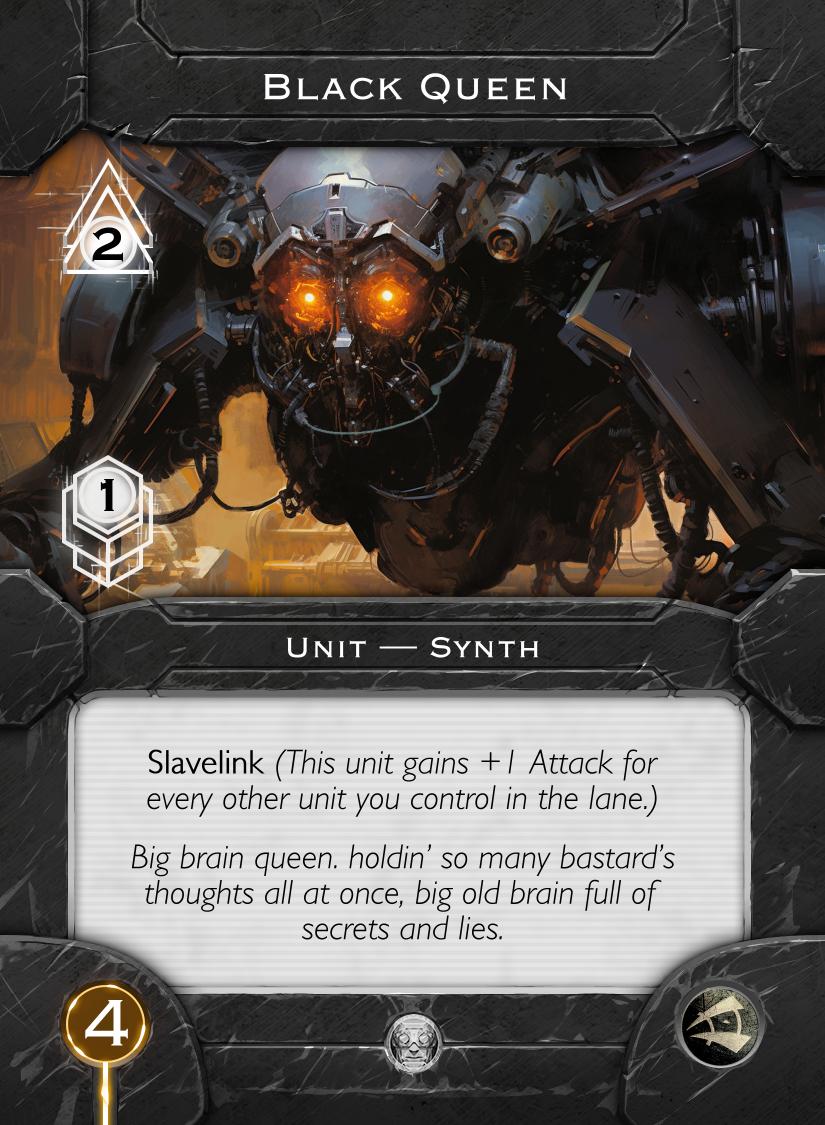 Black Queen
2
1
Unit — Synth
Slavelink (This unit gains +1 Attack for
every other unit you control in the lane.)
Big brain queen. holdin’ so many bastard’s
thoughts all at once, big old brain full of
secrets and lies.
4